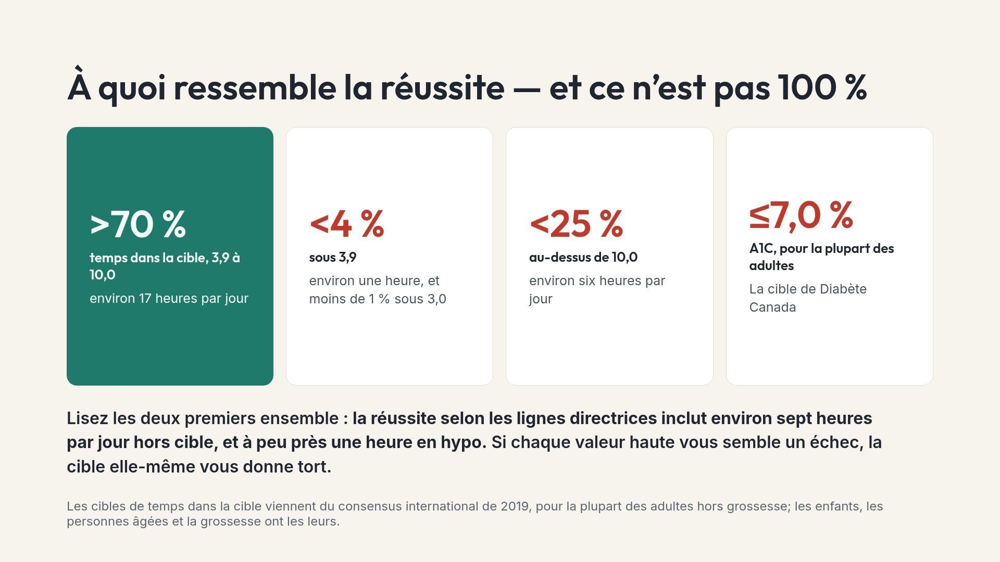 À quoi ressemble la réussite — et ce n’est pas 100 %
>70 %
temps dans la cible, 3,9 à
10,0
environ 17 heures par jour
<4 %
sous 3,9
environ une heure, et
moins de 1 % sous 3,0
<25 %
au-dessus de 10,0
environ six heures par
jour
≤7,0 %
A1C, pour la plupart des
adultes
La cible de Diabète
Canada
Lisez les deux premiers ensemble : la réussite selon les lignes directrices inclut environ sept heures
par jour hors cible, et à peu près une heure en hypo. Si chaque valeur haute vous semble un échec, la
cible elle-même vous donne tort.
Les cibles de temps dans la cible viennent du consensus international de 2019, pour la plupart des adultes hors grossesse; les enfants, les
personnes âgées et la grossesse ont les leurs.